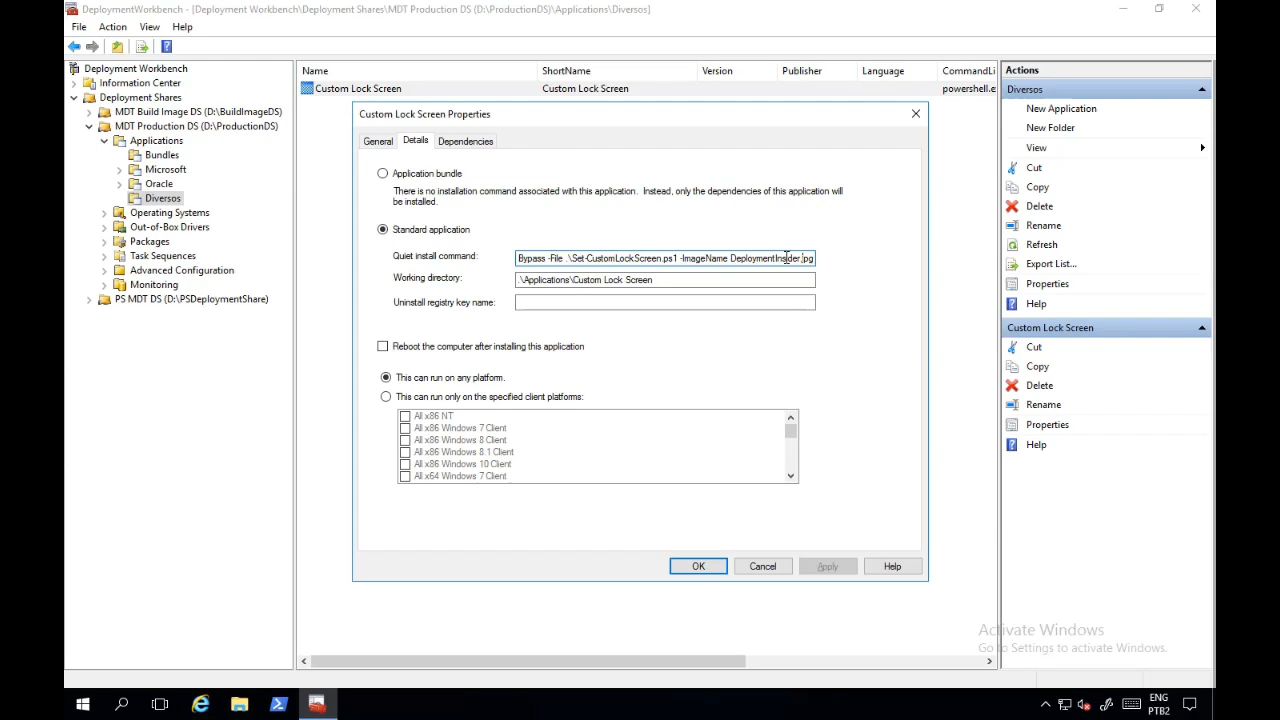 DeploymentWorkbench - [Deployment Workbench\Deployment Shares\MDT Production DS (D:\ProductionDS)\Applications\Diversos]
File Action View Help
Deployment Workbench
Information Center
Deployment Shares
MDT Build Image DS (D:\BuildImageDS)
MDT Production DS (D:\ProductionDS)
Applications
Bundles
Microsoft
Oracle
Diversos
Operating Systems
Out-of-Box Drivers
Packages
Task Sequences
Advanced Configuration
Monitoring
PS MDT DS (D:\PSDeploymentShare)
Name ShortName Version Publisher Language CommandLi
Custom Lock Screen Custom Lock Screen powershell.e
Custom Lock Screen Properties
General Details Dependencies
Application bundle
There is no installation command associated with this application. Instead, only the dependencies of this application will
be installed.
Standard application
Quiet install command: Bypass -File .\Set-CustomLockScreen.ps1 -ImageName DeploymentInsider.jpg
Working directory: .\Applications\Custom Lock Screen
Uninstall registry key name:
Reboot the computer after installing this application
This can run on any platform.
This can run only on the specified client platforms:
All x86 NT
All x86 Windows 7 Client
All x86 Windows 8 Client
All x86 Windows 8.1 Client
All x86 Windows 10 Client
All x64 Windows 7 Client
OK Cancel Apply Help
Actions
Diversos
New Application
New Folder
View
Cut
Copy
Delete
Rename
Refresh
Export List...
Properties
Help
Custom Lock Screen
Cut
Copy
Delete
Rename
Properties
Help
Activate Windows
Go to Settings to activate Windows.
ENG
PTB2